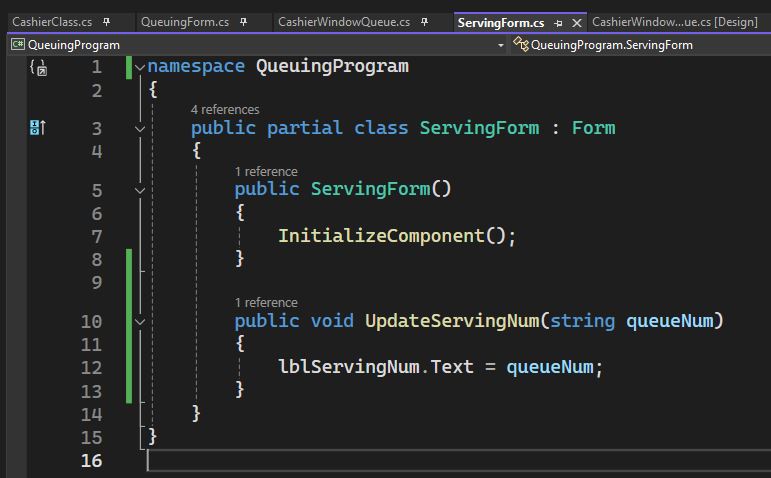 CashierClass.cs QueuingForm.cs CashierWindowQueue.cs ServingForm.cs CashierWindow...ue.cs [Design]
C# QueuingProgram QueuingProgram.ServingForm
1 namespace QueuingProgram
2 {
4 references
3 public partial class ServingForm : Form
4 {
1 reference
5 public ServingForm()
6 {
7 InitializeComponent();
8 }
9
1 reference
10 public void UpdateServingNum(string queueNum)
11 {
12 lblServingNum.Text = queueNum;
13 }
14 }
15 }
16